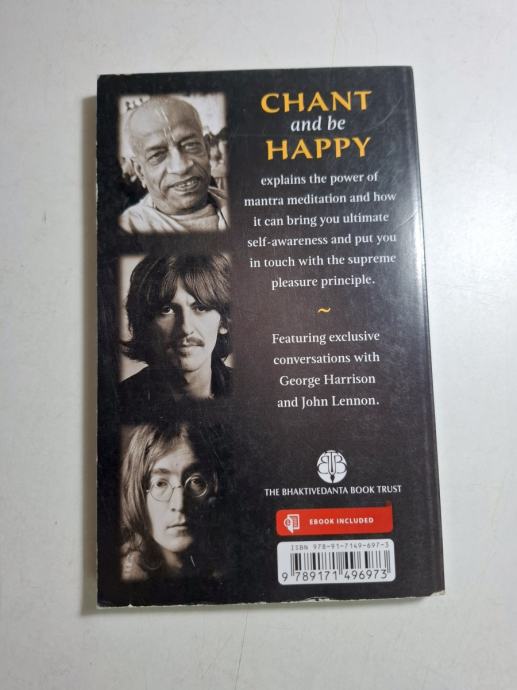 CHANT
and be
HAPPY
explains the power of
mantra meditation and how
it can bring you ultimate
self-awareness and put you
in touch with the supreme
pleasure principle.
~
Featuring exclusive
conversations with
George Harrison
and John Lennon.
BBT
THE BHAKTIVEDANTA BOOK TRUST
EBOOK INCLUDED
ISBN 978-91-7149-697-3
9 789171 496973